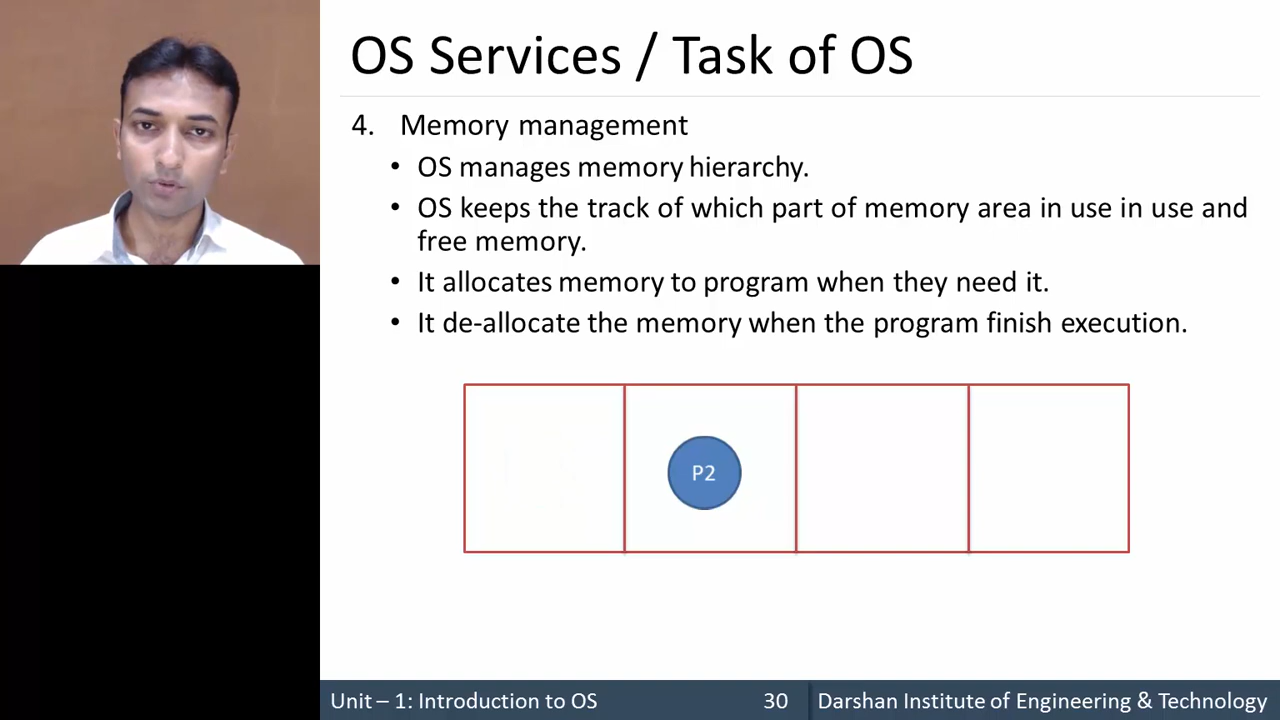 OS Services / Task of OS
4. Memory management
• OS manages memory hierarchy.
• OS keeps the track of which part of memory area in use in use and
free memory.
• It allocates memory to program when they need it.
• It de-allocate the memory when the program finish execution.
P2
Unit – 1: Introduction to OS 30 Darshan Institute of Engineering & Technology